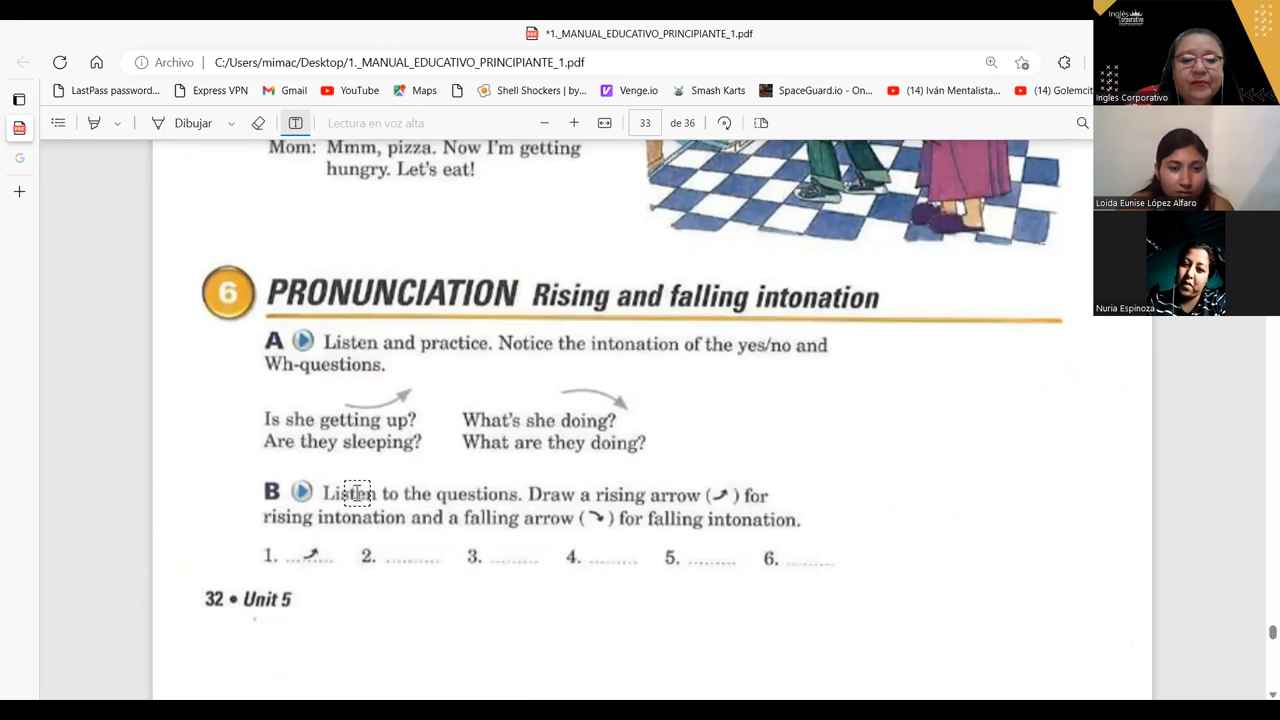 *1._MANUAL_EDUCATIVO_PRINCIPIANTE_1.pdf
Archivo C:/Users/mimac/Desktop/1._MANUAL_EDUCATIVO_PRINCIPIANTE_1.pdf
LastPass password... Express VPN Gmail YouTube Maps Shell Shockers | by... Venge.io Smash Karts SpaceGuard.io - On... (14) Iván Mentalista... (14) Golemcit
Dibujar Lectura en voz alta 33 de 36
Mom: Mmm, pizza. Now I'm getting
hungry. Let's eat!
6 PRONUNCIATION Rising and falling intonation
A Listen and practice. Notice the intonation of the yes/no and
Wh-questions.
Is she getting up? What's she doing?
Are they sleeping? What are they doing?
B Listen to the questions. Draw a rising arrow ( ) for
rising intonation and a falling arrow ( ) for falling intonation.
1. 2. 3. 4. 5. 6.
32 • Unit 5
Inglés
Corporativo
Ingles Corporativo
Loida Eunise López Alfaro
Nuria Espinoza